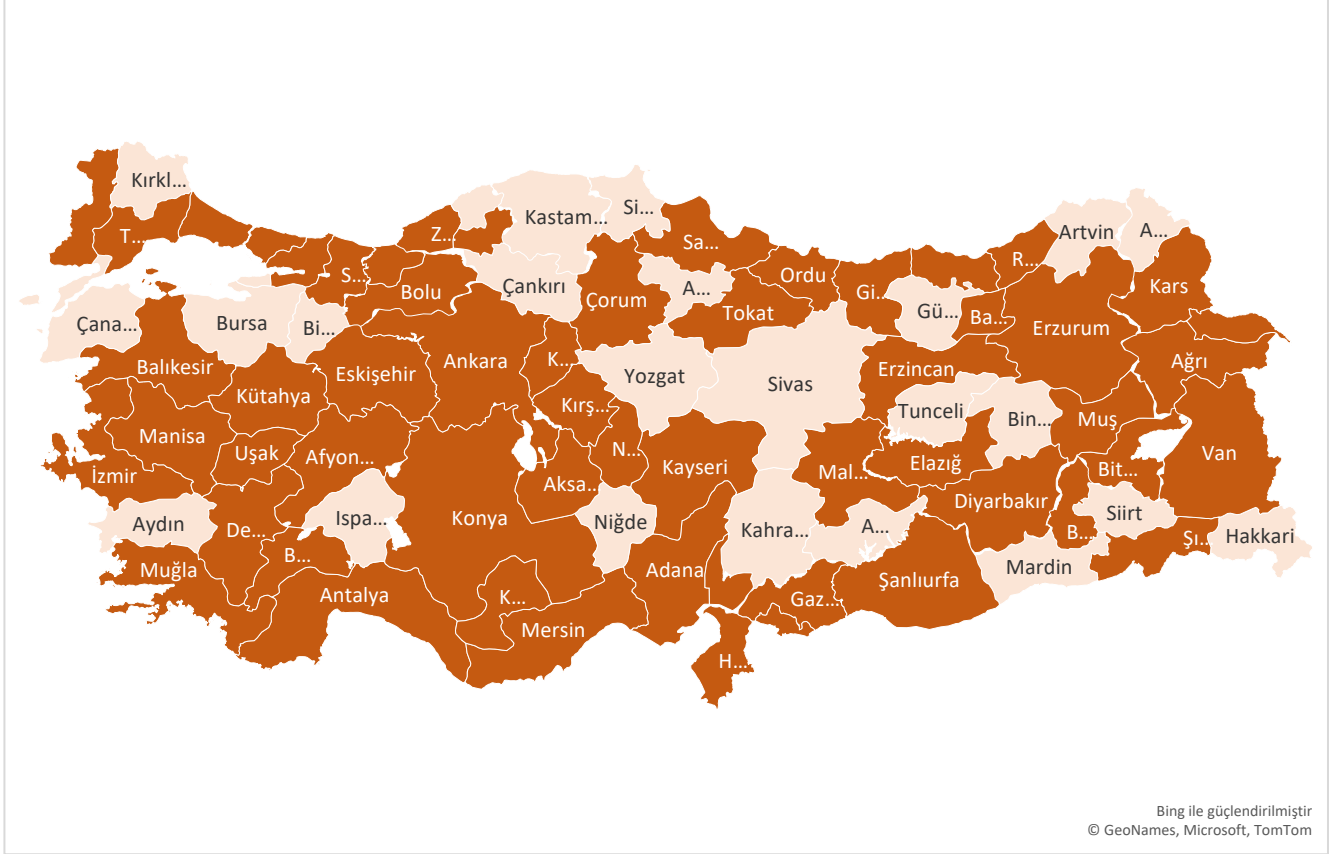 Kırkl...
T...
Z...
Kastam...
Si...
Sa...
Artvin
A...
S...
Bolu
Çankırı
Çorum
A...
Ordu
Gi...
R...
Kars
Çana...
Bursa
Bi...
Tokat
Gü...
Ba...
Erzurum
Balıkesir
Eskişehir
Ankara
K...
Yozgat
Sivas
Erzincan
Ağrı
Kütahya
Kırş...
Tunceli
Bin...
Muş
Manisa
Uşak
Afyon...
N...
Kayseri
Mal...
Elazığ
Bit...
Van
İzmir
Aksa...
Diyarbakır
Aydın
De...
Ispa...
Konya
Niğde
Kahra...
A...
B...
Siirt
Şı...
Hakkari
Muğla
B...
Antalya
K...
Mersin
Adana
Gaz...
Şanlıurfa
Mardin
H...
Bing ile güçlendirilmiştir
© GeoNames, Microsoft, TomTom